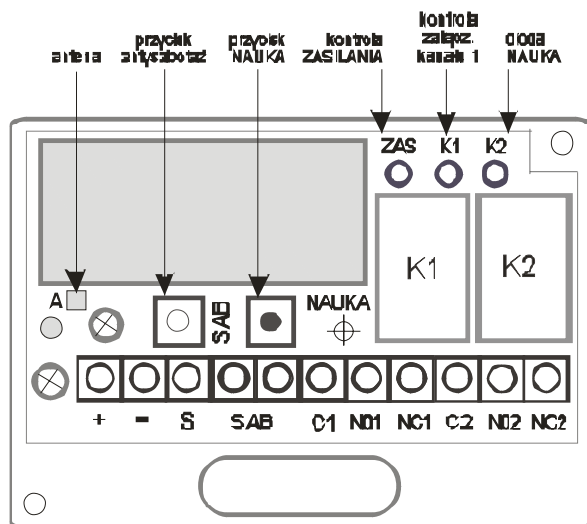 antena
przycisk
antysabotaż
przycisk
NAUKA
kontrola
ZASILANIA
kontrola
załącz.
kanału 1
dioda
NAUKA
ZAS K1 K2
K1 K2
A
SAB
NAUKA
+ - S SAB C1 NO1 NC1 C2 NO2 NC2